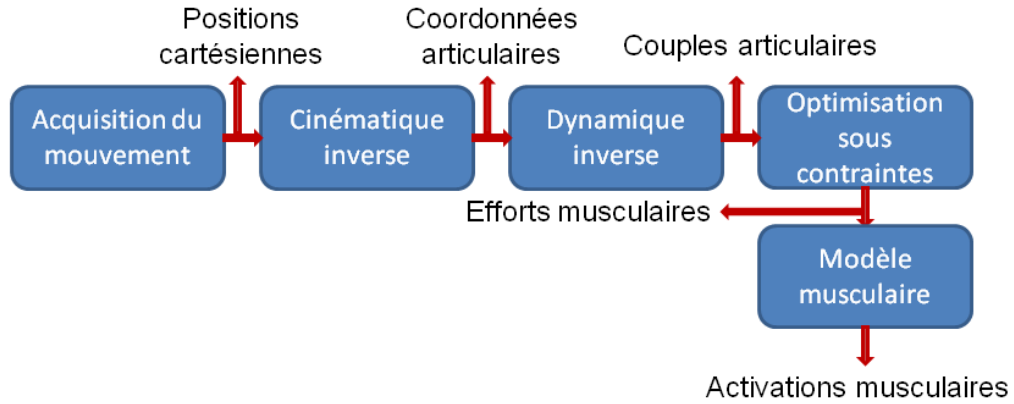 Positions
cartésiennes
Coordonnées
articulaires
Couples articulaires
Acquisition du
mouvement
Cinématique
inverse
Dynamique
inverse
Optimisation
sous
contraintes
Efforts musculaires
Modèle
musculaire
Activations musculaires